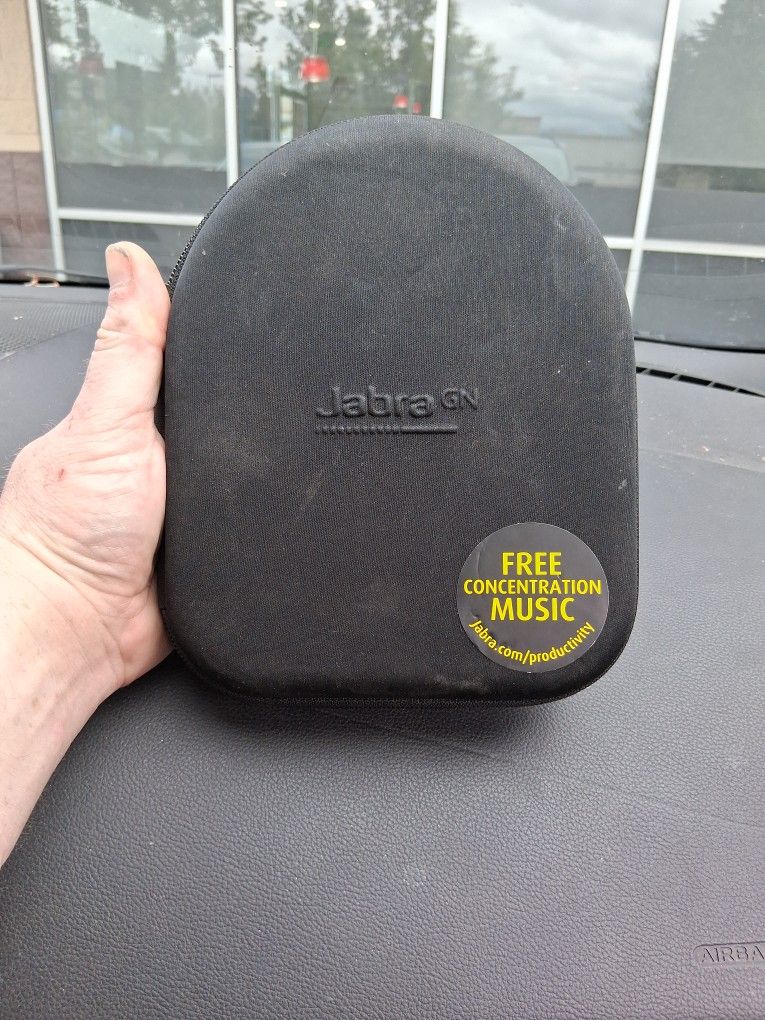 Jabra GN
FREE
CONCENTRATION
MUSIC
Jabra.com/productivity
AIRBA